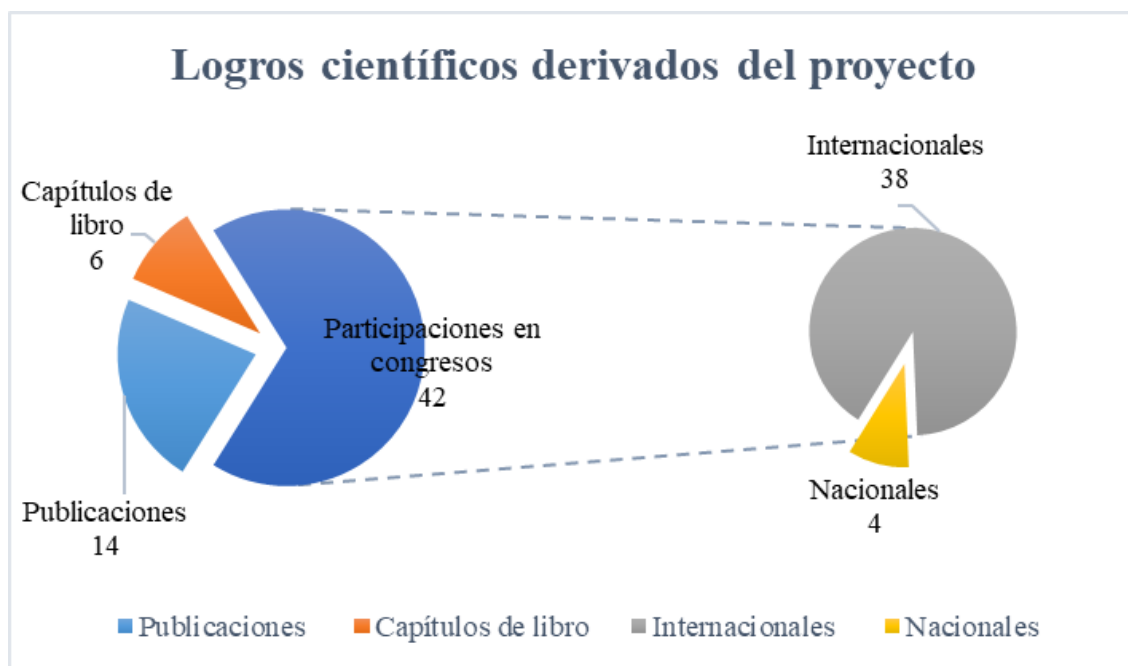 Logros científicos derivados del proyecto
Capítulos de
libro
6
Participaciones en
congresos
42
Publicaciones
14
Internacionales
38
Nacionales
4
Publicaciones Capítulos de libro Internacionales Nacionales